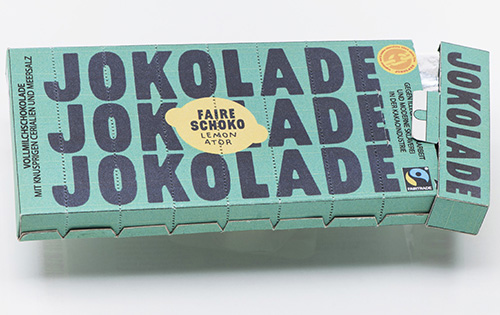 JOKOLADE
JOKOLADE
JOKOLADE
FAIRE
SCHOKO
LEMON
ATOR
VOLLMILCHSCHOKOLADE
MIT KNUSPRIGEN CERIALIEN UND MEERSALZ
GEGEN
UND MODERNE SKLAVEREI
IN DER KAKAOINDUSTRIE
FAIRTRADE
JOKOLADE